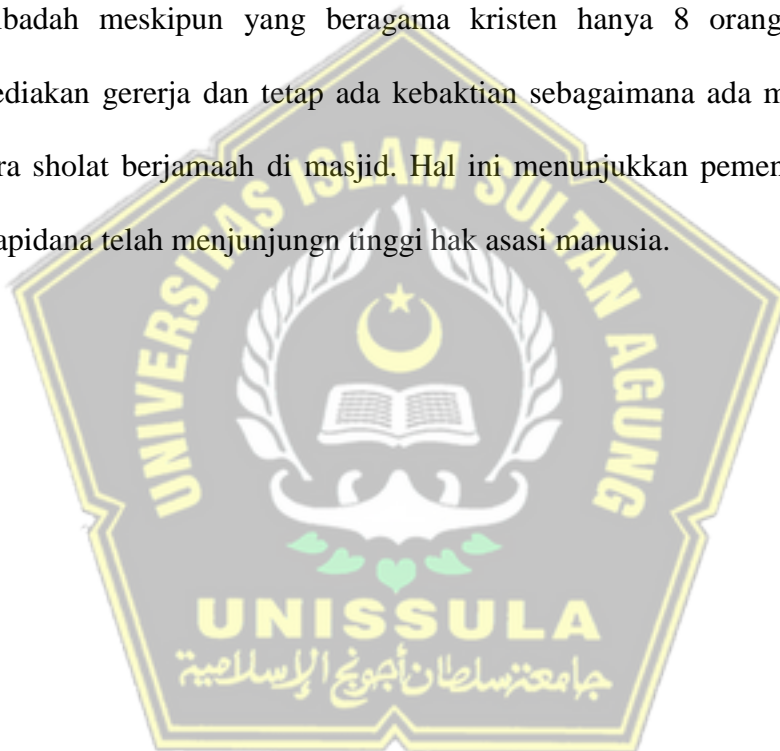 badah meskipun yang beragama kristen hanya 8 orang
ediakan gererja dan tetap ada kebaktian sebagaimana ada m
ra sholat berjamaah di masjid. Hal ini menunjukkan pemen
apidana telah menjunjungn tinggi hak asasi manusia.
UNIVERSITAS ISLAM SULTAN AGUNG
UNISSULA
جامعة سلطان أجونج الإسلامية